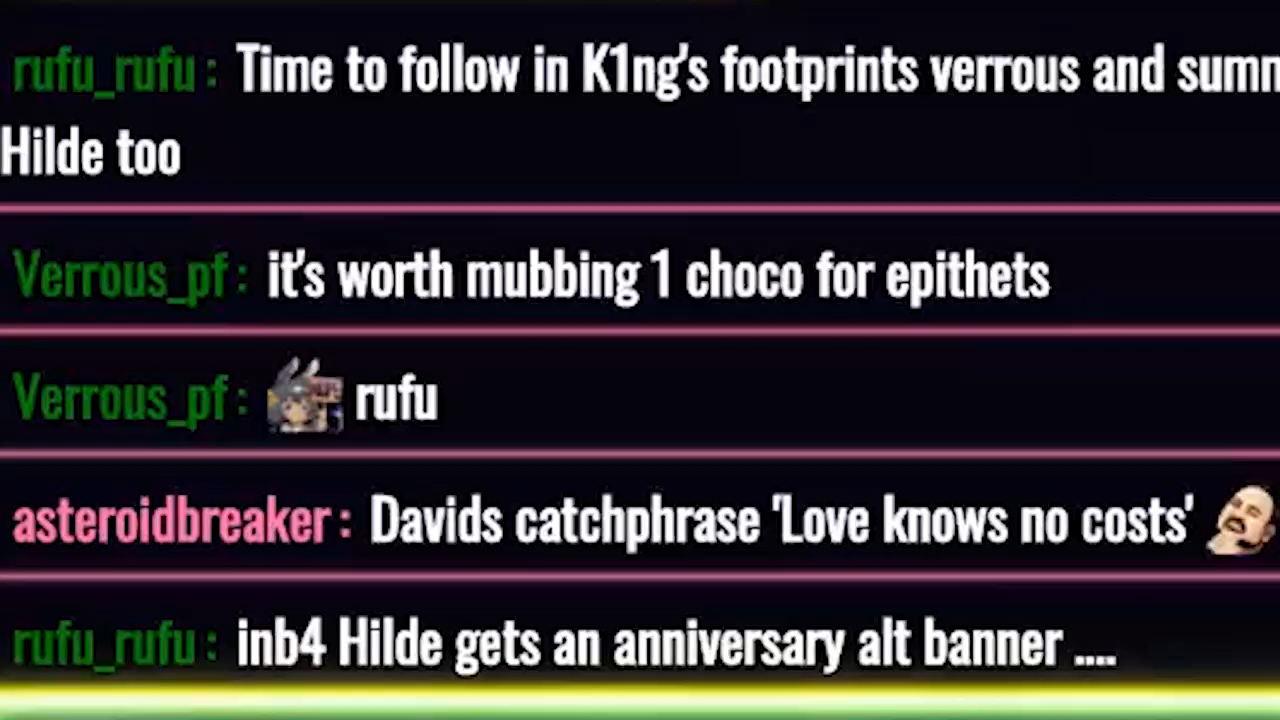 rufu_rufu : Time to follow in K1ng's footprints verrous and
Hilde too
Verrous_pf : it's worth mubbing 1 choco for epithets
Verrous_pf : rufu
asteroidbreaker : Davids catchphrase 'Love knows no costs'
rufu_rufu : inb4 Hilde gets an anniversary alt banner ....